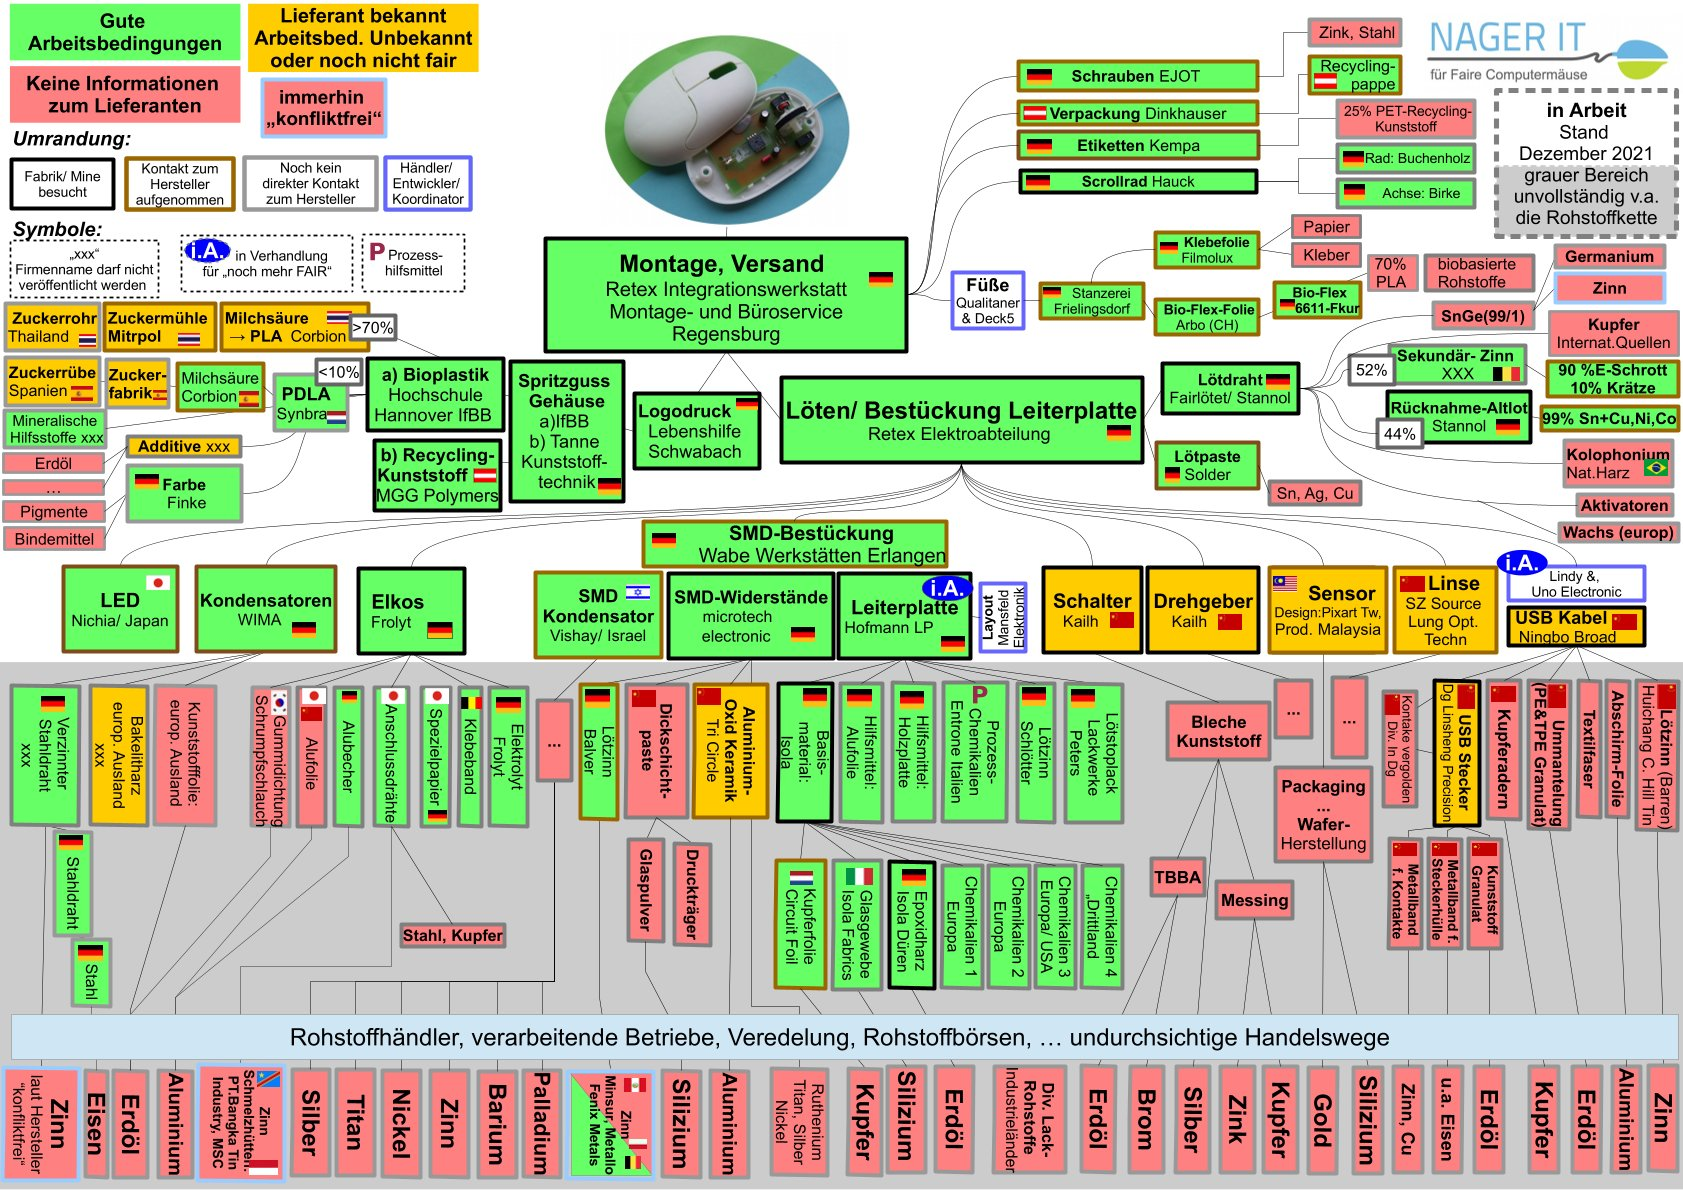 Gute
Arbeitsbedingungen
Lieferant bekannt
Arbeitsbed. Unbekannt
oder noch nicht fair
Keine Informationen
zum Lieferanten
immerhin
„konfliktfrei“
Umrandung:
Fabrik/ Mine
besucht
Kontakt zum
Hersteller
aufgenommen
Noch kein
direkter Kontakt
zum Hersteller
Händler/
Entwickler/
Koordinator
Symbole:
„xxx“
Firmenname darf nicht
veröffentlicht werden
i.A. in Verhandlung
für „noch mehr FAIR“
P Prozess-
hilfsmittel
NAGER IT
für Faire Computermäuse
in Arbeit
Stand
Dezember 2021
grauer Bereich
unvollständig v.a.
die Rohstoffkette
Schrauben EJOT
Zink, Stahl
Verpackung Dinkhauser
Recycling-
pappe
Etiketten Kempa
25% PET-Recycling-
Kunststoff
Scrollrad Hauck
Rad: Buchenholz
Achse: Birke
Montage, Versand
Retex Integrationswerkstatt
Montage- und Büroservice
Regensburg
Füße
Qualitaner
& Deck5
Stanzerei
Frielingsdorf
Klebefolie
Filmolux
Papier
Kleber
Bio-Flex-Folie
Arbo (CH)
Bio-Flex
6611-Fkur
70%
PLA
biobasierte
Rohstoffe
Germanium
Zinn
SnGe(99/1)
Kupfer
Internat.Quellen
Zuckerrohr
Thailand
Zuckermühle
Mitrpol
Milchsäure
→ PLA Corbion
>70%
Zuckerrübe
Spanien
Zucker-
fabrik
Milchsäure
Corbion
<10%
PDLA
Synbra
Mineralische
Hilfsstoffe xxx
Additive xxx
Erdöl
...
Pigmente
Bindemittel
Farbe
Finke
a) Bioplastik
Hochschule
Hannover IfBB
b) Recycling-
Kunststoff
MGG Polymers
Spritzguss
Gehäuse
a)IfBB
b) Tanne
Kunststoff-
technik
Logodruck
Lebenshilfe
Schwabach
Löten/ Bestückung Leiterplatte
Retex Elektroabteilung
Lötdraht
Fairlötet/ Stannol
52%
Sekundär- Zinn
XXX
90 %E-Schrott
10% Krätze
44%
Rücknahme-Altlot
Stannol
99% Sn+Cu,Ni,Co
Kolophonium
Nat.Harz
Aktivatoren
Wachs (europ)
Lötpaste
Solder
Sn, Ag, Cu
SMD-Bestückung
Wabe Werkstätten Erlangen
LED
Nichia/ Japan
Kondensatoren
WIMA
Elkos
Frolyt
SMD
Kondensator
Vishay/ Israel
SMD-Widerstände
microtech
electronic
i.A.
Leiterplatte
Hofmann LP
Layout
Mansfeld
Elektronik
Schalter
Kailh
Drehgeber
Kailh
Sensor
Design:Pixart Tw,
Prod. Malaysia
Linse
SZ Source
Lung Opt.
Techn
i.A.
Lindy &,
Uno Electronic
USB Kabel
Ningbo Broad
Verzinnter
Stahldraht
xxx
Bakelitharz
europ. Ausland
xxx
Kunststofffolie:
europ. Ausland
Gummidichtung
Schrumpfschlauch
Alufolie
Alubecher
Anschlussdrähte
Spezielpapier
Klebeband
Elektrolyt
Frolyt
...
Lötzinn
Balver
Dickschicht-
paste
Aluminium-
Oxid Keramik
Tri Circle
Basis-
material:
Isola
Hilfsmittel:
Alufolie
Hilfsmittel:
Holzplatte
P
Prozess-
Chemikalien
Entrone Italien
Lötzinn
Schlötter
Lötstoplack
Lackwerke
Peters
Bleche
Kunststoff
...
Packaging
...
Wafer-
Herstellung
...
Kontake vergolden
Div. In Dg
USB Stecker
Dg Linsheng Precision
Kupferadern
Ummantelung
(PE&TPE Granulat)
Textilfaser
Abschirm-Folie
Lötzinn (Barren)
Huichang C. Hill Tin
Stahldraht
Stahl
Stahl, Kupfer
Glaspulver
Druckträger
Kupferfolie
Circuit Foil
Glasgewebe
Isola Fabrics
Epoxidharz
Isola Düren
Chemikalien 1
Europa
Chemikalien 2
Europa
Chemikalien 3
Europa/ USA
Chemikalien 4
„Drittland
TBBA
Messing
Metallband
f. Kontakte
Metallband f.
Steckerhülle
Kunststoff
Granulat
Rohstoffhändler, verarbeitende Betriebe, Veredelung, Rohstoffbörsen, … undurchsichtige Handelswege
Zinn
laut Hersteller
“konfliktfrei“
Eisen
Erdöl
Aluminium
Zinn
Schmelzhütten:
PT.Bangka Tin
Industry, MSC
Silber
Titan
Nickel
Zinn
Barium
Palladium
Zinn
Minsur, Metallo
Fenix Metals
Silizium
Aluminium
Ruthenium
Titan, Silber
Nickel
Kupfer
Silizium
Erdöl
Div. Lack-
Rohstoffe
Industrieländer
Erdöl
Brom
Silber
Zink
Kupfer
Gold
Silizium
Zinn, Cu
u.a. Eisen
Erdöl
Kupfer
Erdöl
Aluminium
Zinn